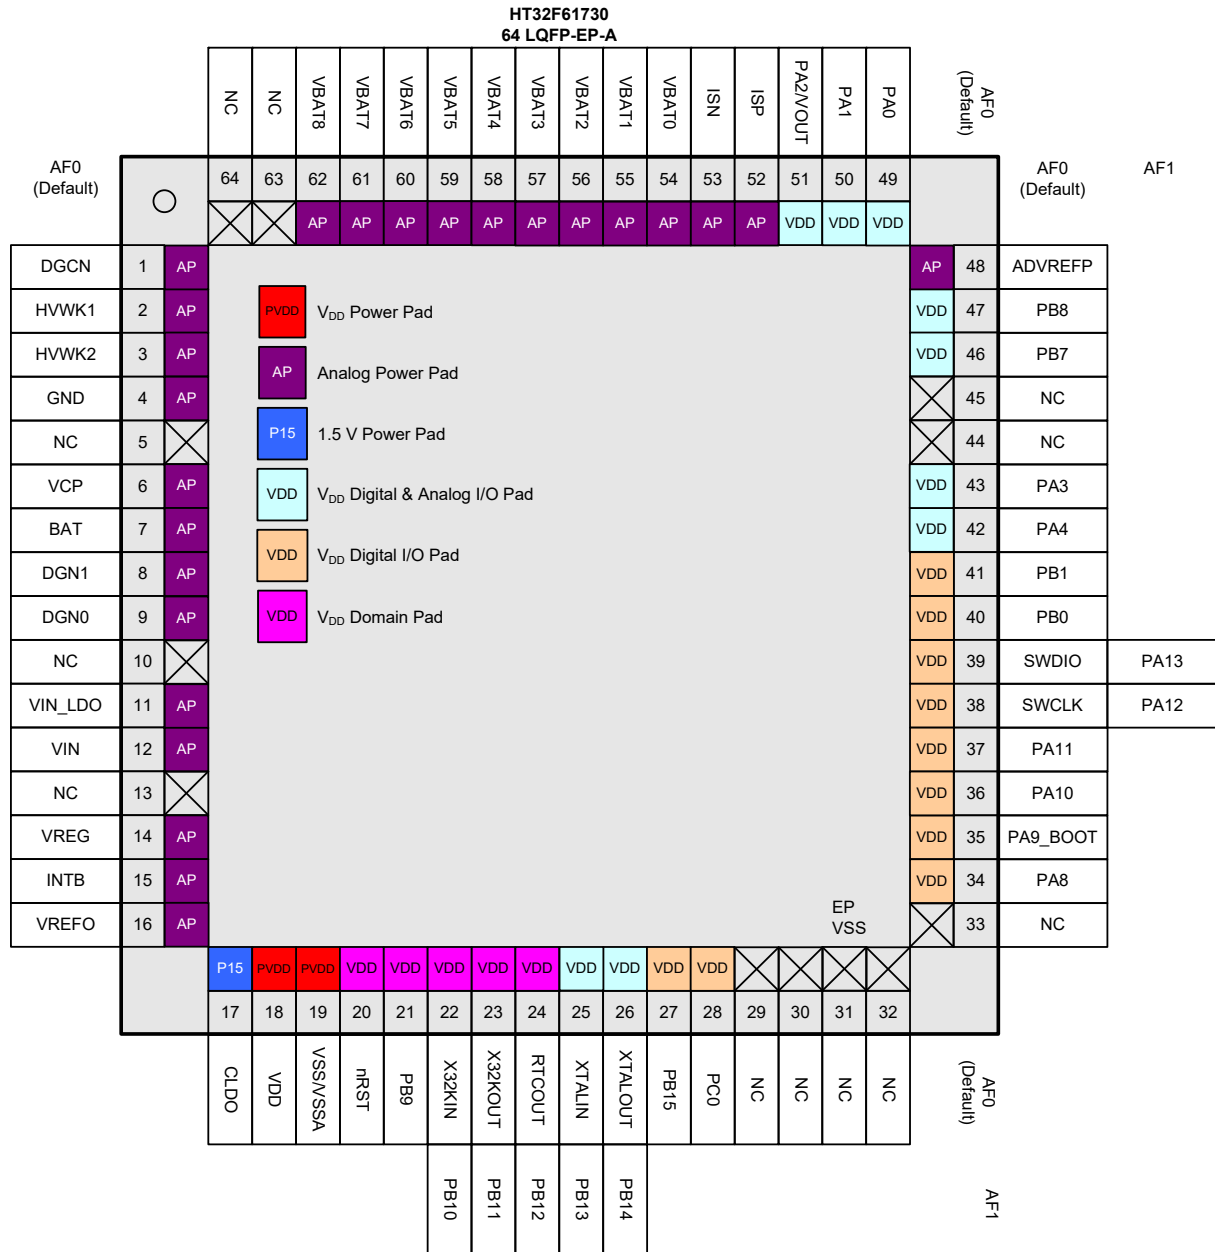 HT32F61730
64 LQFP-EP-A
NC
NC
VBAT8
VBAT7
VBAT6
VBAT5
VBAT4
VBAT3
VBAT2
VBAT1
VBAT0
ISN
ISP
PA2/VOUT
PA1
PA0
AF0
(Default)
AF0
(Default)
64 63 62 61 60 59 58 57 56 55 54 53 52 51 50 49
AF0
(Default)
AF1
AP AP AP AP AP AP AP AP AP AP AP VDD VDD VDD
DGCN 1 AP
HVWK1 2 AP
HVWK2 3 AP
GND 4 AP
NC 5
VCP 6 AP
BAT 7 AP
DGN1 8 AP
DGN0 9 AP
NC 10
VIN_LDO 11 AP
VIN 12 AP
NC 13
VREG 14 AP
INTB 15 AP
VREFO 16 AP
PVDD VDD Power Pad
AP Analog Power Pad
P15 1.5 V Power Pad
VDD VDD Digital & Analog I/O Pad
VDD VDD Digital I/O Pad
VDD VDD Domain Pad
AP 48 ADVREFP
VDD 47 PB8
VDD 46 PB7
45 NC
44 NC
VDD 43 PA3
VDD 42 PA4
VDD 41 PB1
VDD 40 PB0
VDD 39 SWDIO PA13
VDD 38 SWCLK PA12
VDD 37 PA11
VDD 36 PA10
VDD 35 PA9_BOOT
VDD 34 PA8
33 NC
EP
VSS
P15 PVDD PVDD VDD VDD VDD VDD VDD VDD VDD VDD VDD
17 18 19 20 21 22 23 24 25 26 27 28 29 30 31 32
CLDO
VDD
VSS/VSSA
nRST
PB9
X32KIN
X32KOUT
RTCOUT
XTALIN
XTALOUT
PB15
PC0
NC
NC
NC
NC
AF0
(Default)
PB10
PB11
PB12
PB13
PB14
AF1